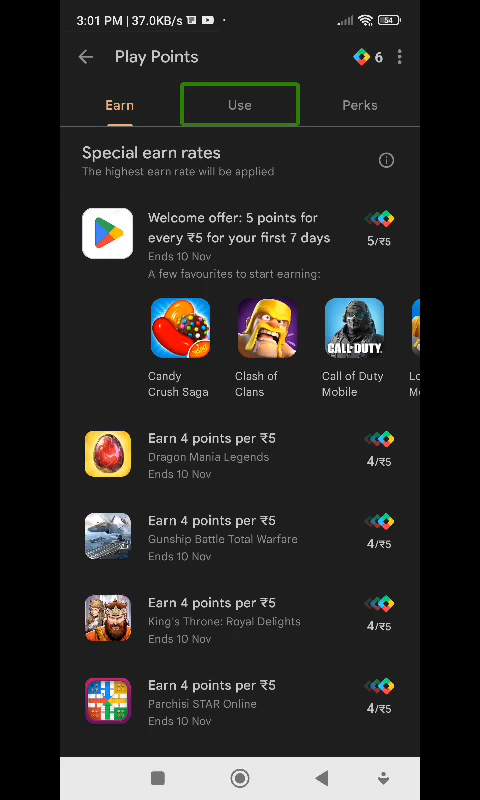 3:01 PM | 37.0KB/s
54
Play Points
6
Earn
Use
Perks
Special earn rates
The highest earn rate will be applied
Welcome offer: 5 points for
every ₹5 for your first 7 days
5/₹5
Ends 10 Nov
A few favourites to start earning:
CALL·DUTY.
MOBILE
Candy
Crush Saga
Clash of
Clans
Call of Duty
Mobile
Lo
M
Earn 4 points per ₹5
Dragon Mania Legends
Ends 10 Nov
4/₹5
Earn 4 points per ₹5
Gunship Battle Total Warfare
Ends 10 Nov
4/₹5
Earn 4 points per ₹5
King's Throne: Royal Delights
Ends 10 Nov
4/₹5
Earn 4 points per ₹5
Parchisi STAR Online
Ends 10 Nov
4/₹5